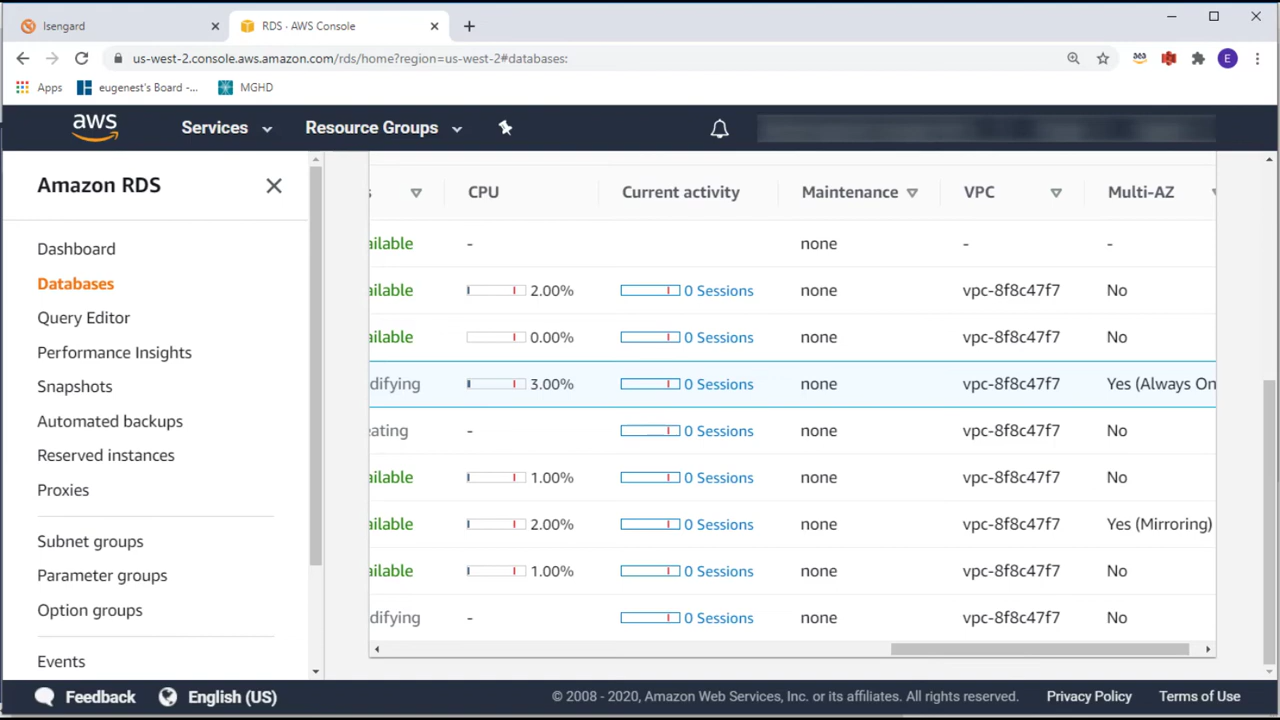 Isengard
RDS · AWS Console
us-west-2.console.aws.amazon.com/rds/home?region=us-west-2#databases:
E
Apps
eugenest's Board -...
MGHD
aws
Services
Resource Groups
Amazon RDS
Dashboard
Databases
Query Editor
Performance Insights
Snapshots
Automated backups
Reserved instances
Proxies
Subnet groups
Parameter groups
Option groups
Events
s CPU Current activity Maintenance VPC Multi-AZ
ailable - none - -
ailable 2.00% 0 Sessions none vpc-8f8c47f7 No
ailable 0.00% 0 Sessions none vpc-8f8c47f7 No
difying 3.00% 0 Sessions none vpc-8f8c47f7 Yes (Always On
eating - 0 Sessions none vpc-8f8c47f7 No
ailable 1.00% 0 Sessions none vpc-8f8c47f7 No
ailable 2.00% 0 Sessions none vpc-8f8c47f7 Yes (Mirroring)
ailable 1.00% 0 Sessions none vpc-8f8c47f7 No
difying - 0 Sessions none vpc-8f8c47f7 No
Feedback English (US) © 2008 - 2020, Amazon Web Services, Inc. or its affiliates. All rights reserved. Privacy Policy Terms of Use